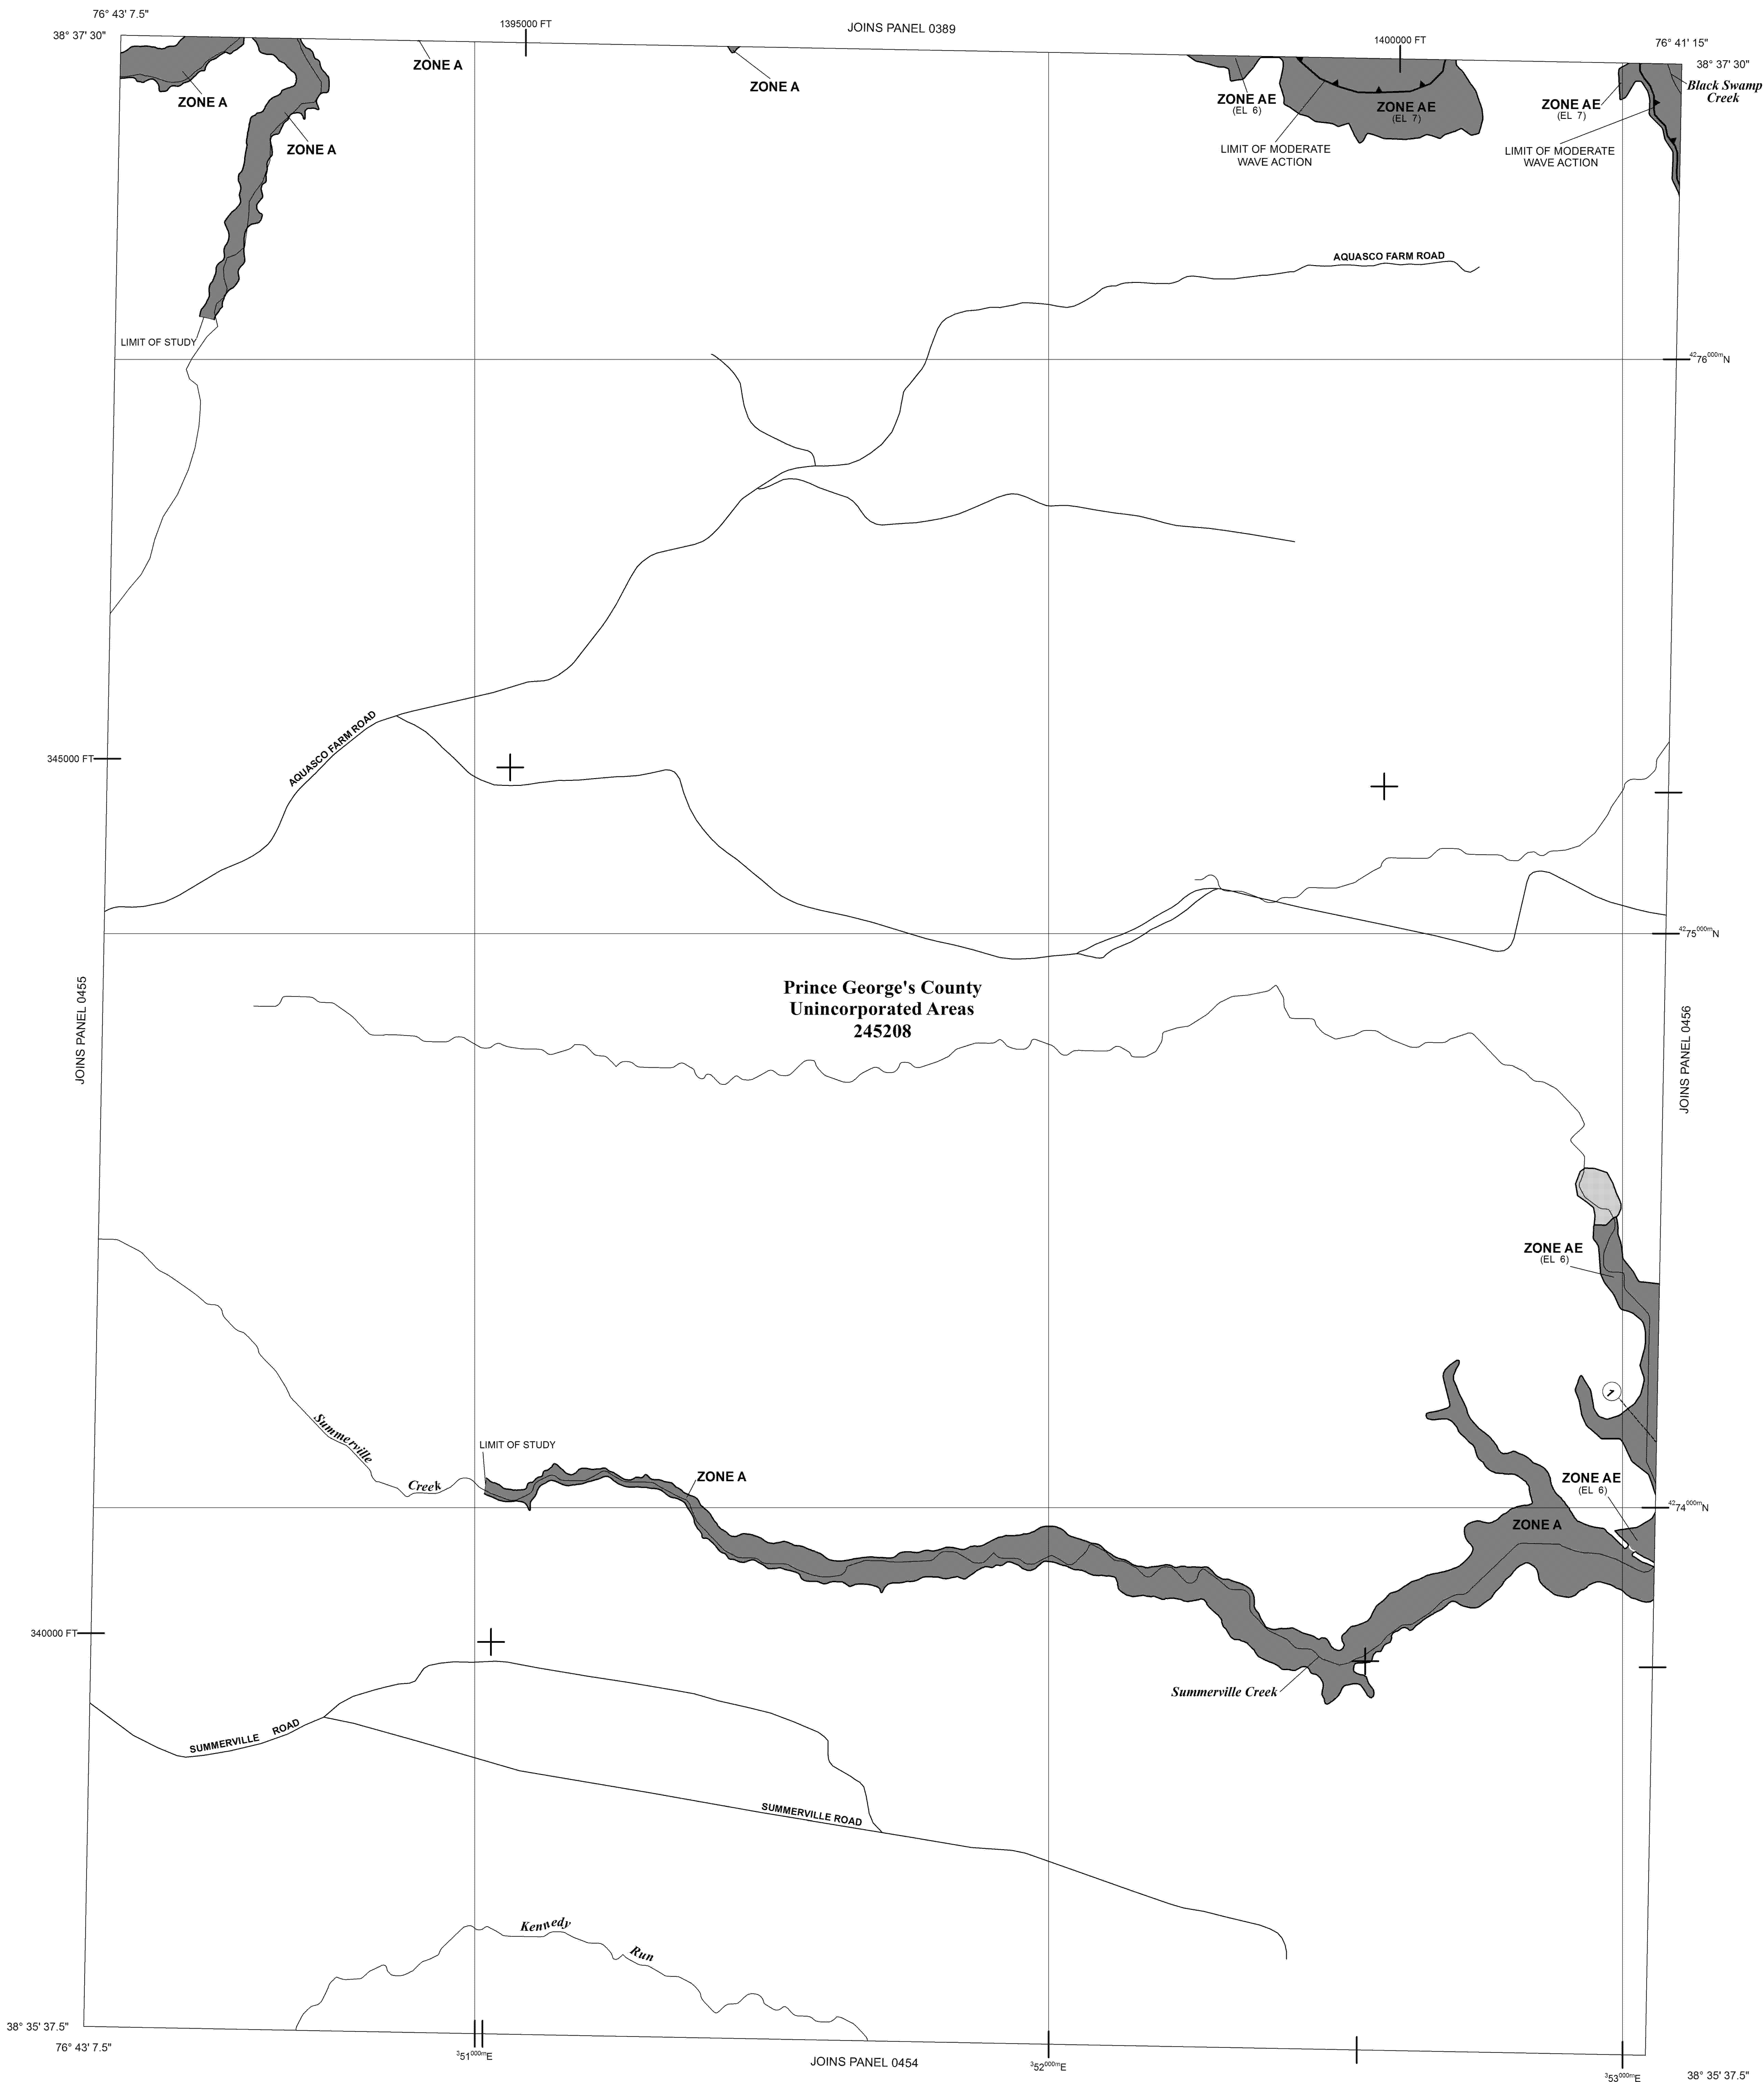 76° 43' 7.5"
38° 37' 30"
1395000 FT
JOINS PANEL 0389
1400000 FT
76° 41' 15"
38° 37' 30"
ZONE A
ZONE A
ZONE A
ZONE A
ZONE AE
(EL 6)
ZONE AE
(EL 7)
ZONE AE
(EL 7)
Black Swamp
Creek
LIMIT OF MODERATE
WAVE ACTION
LIMIT OF MODERATE
WAVE ACTION
AQUASCO FARM ROAD
LIMIT OF STUDY
4276000mN
AQUASCO FARM ROAD
345000 FT
4275000mN
JOINS PANEL 0455
Prince George's County
Unincorporated Areas
245208
JOINS PANEL 0456
ZONE AE
(EL 6)
1
Summerville
Creek
LIMIT OF STUDY
ZONE A
ZONE AE
(EL 6)
4274000mN
ZONE A
340000 FT
Summerville Creek
SUMMERVILLE ROAD
SUMMERVILLE ROAD
Kennedy
Run
38° 35' 37.5"
76° 43' 7.5"
351000mE
JOINS PANEL 0454
352000mE
353000mE
38° 35' 37.5"